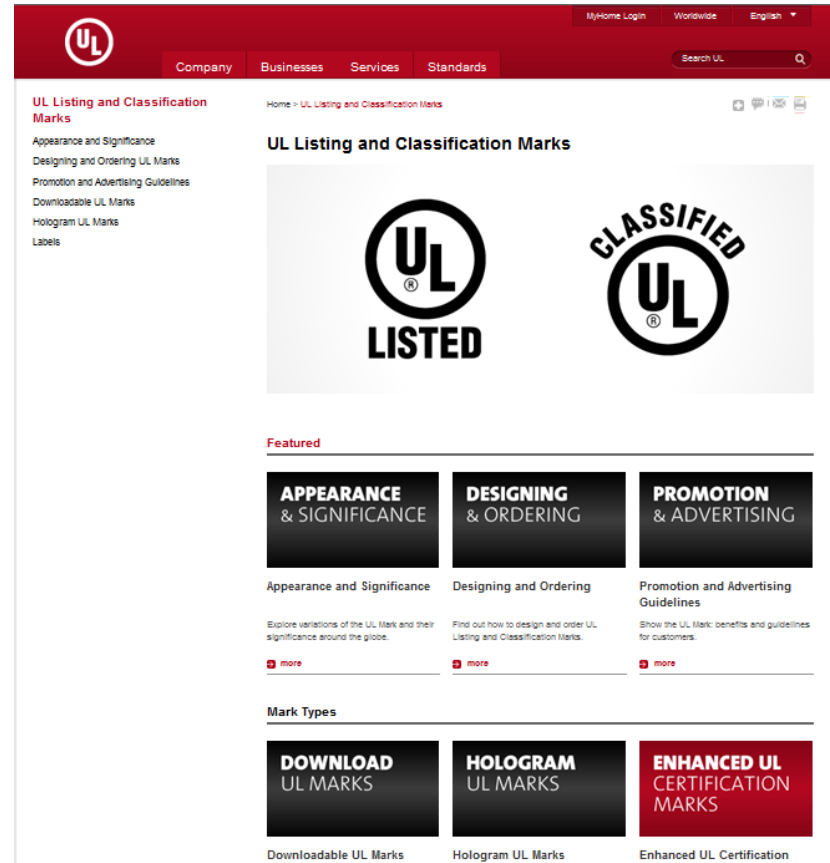 MyHome Login Worldwide English
UL
Company Businesses Services Standards
Search UL
UL Listing and Classification
Marks
Appearance and Significance
Designing and Ordering UL Marks
Promotion and Advertising Guidelines
Downloadable UL Marks
Hologram UL Marks
Labels
Home > UL Listing and Classification Marks
UL Listing and Classification Marks
UL ®
LISTED
CLASSIFIED
UL ®
Featured
APPEARANCE
& SIGNIFICANCE
DESIGNING
& ORDERING
PROMOTION
& ADVERTISING
Appearance and Significance
Explore variations of the UL Mark and their
significance around the globe.
more
Designing and Ordering
Find out how to design and order UL
Listing and Classification Marks.
more
Promotion and Advertising
Guidelines
Show the UL Mark: benefits and guidelines
for customers.
more
Mark Types
DOWNLOAD
UL MARKS
HOLOGRAM
UL MARKS
ENHANCED UL
CERTIFICATION
MARKS
Downloadable UL Marks
Hologram UL Marks
Enhanced UL Certification